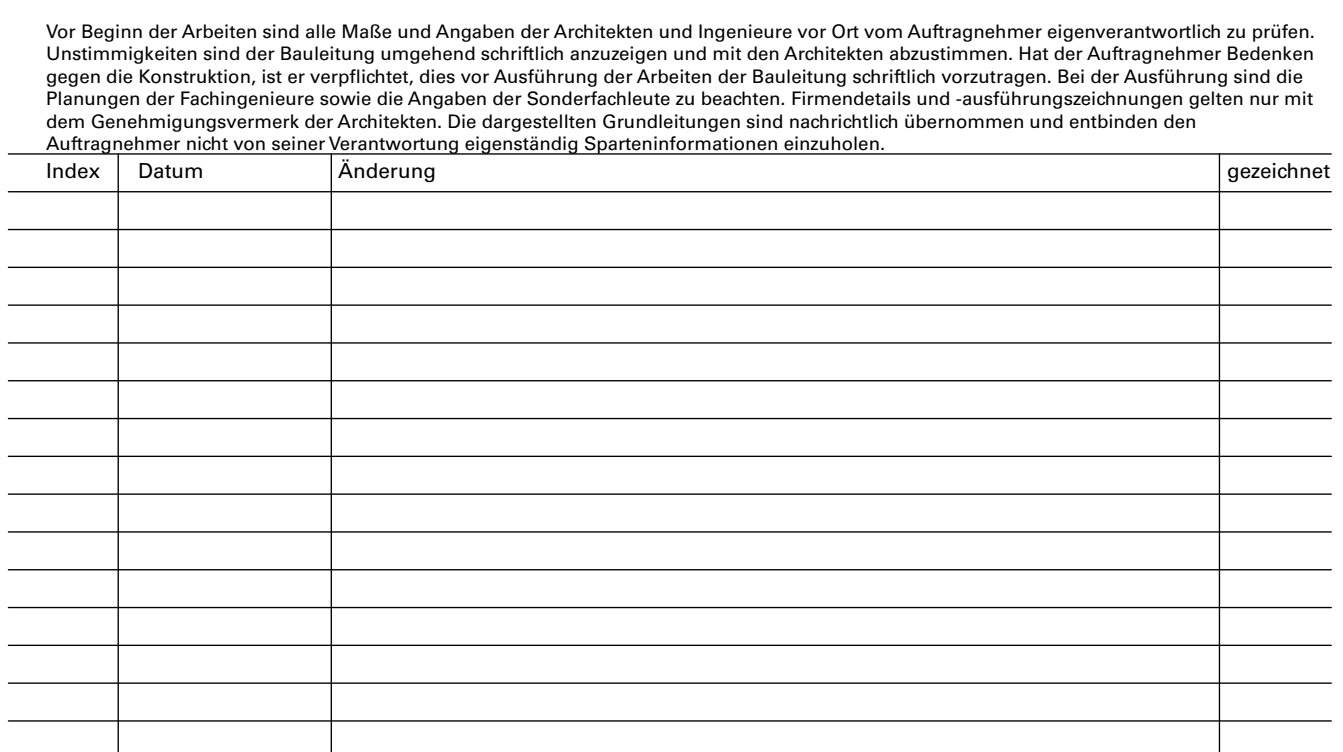 Vor Beginn der Arbeiten sind alle Maße und Angaben der Architekten und Ingenieure vor Ort vom Auftragnehmer eigenverantwortlich zu prüfen.
Unstimmigkeiten sind der Bauleitung umgehend schriftlich anzuzeigen und mit den Architekten abzustimmen. Hat der Auftragnehmer Bedenken
gegen die Konstruktion, ist er verpflichtet, dies vor Ausführung der Arbeiten der Bauleitung schriftlich vorzutragen. Bei der Ausführung sind die
Planungen der Fachingenieure sowie die Angaben der Sonderfachleute zu beachten. Firmendetails und -ausführungszeichnungen gelten nur mit
dem Genehmigungsvermerk der Architekten. Die dargestellten Grundleitungen sind nachrichtlich übernommen und entbinden den
Auftragnehmer nicht von seiner Verantwortung eigenständig Sparteninformationen einzuholen.
Index Datum Änderung gezeichnet